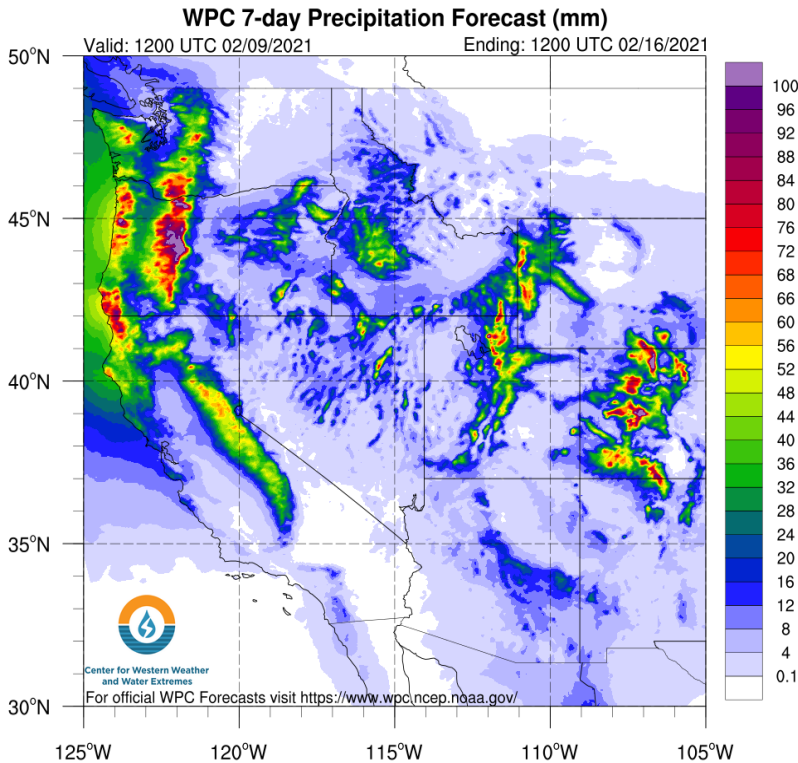 WPC 7-day Precipitation Forecast (mm)
Valid: 1200 UTC 02/09/2021 Ending: 1200 UTC 02/16/2021
50°N
45°N
40°N
35°N
30°N
125°W 120°W 115°W 110°W 105°W
100
96
92
88
84
80
76
72
68
66
60
56
52
48
44
40
36
32
28
24
20
16
12
8
4
0.1
Center for Western Weather
and Water Extremes
For official WPC Forecasts visit https://www.wpc.ncep.noaa.gov/